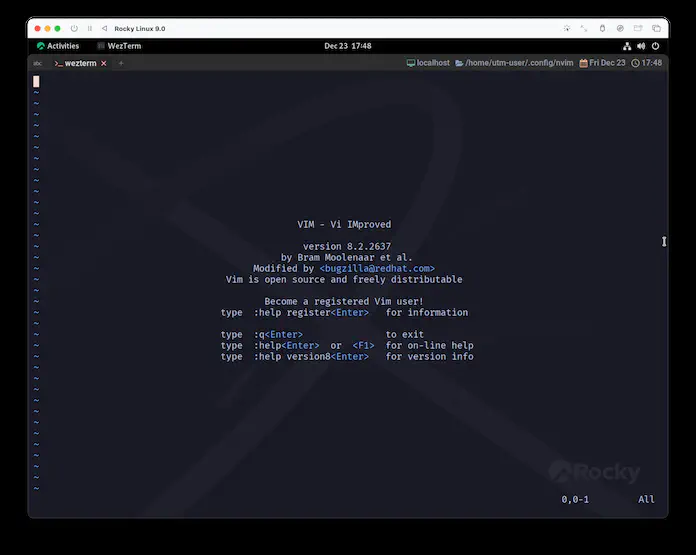 Rocky Linux 9.0
Activities WezTerm Dec 23 17:48
>_ wezterm × + localhost /home/utm-user/.config/nvim Fri Dec 23 17:48
~
~
~
~
~
~
~
~
~
~
~
~
VIM - Vi IMproved
~
version 8.2.2637
by Bram Moolenaar et al.
Modified by <bugzilla@redhat.com>
Vim is open source and freely distributable
~
Become a registered Vim user!
type :help register<Enter> for information
~
type :q<Enter> to exit
type :help<Enter> or <F1> for on-line help
type :help version8<Enter> for version info
~
~
~
~
~
~
~
~
~
~
Rocky
~
~
0,0-1 All